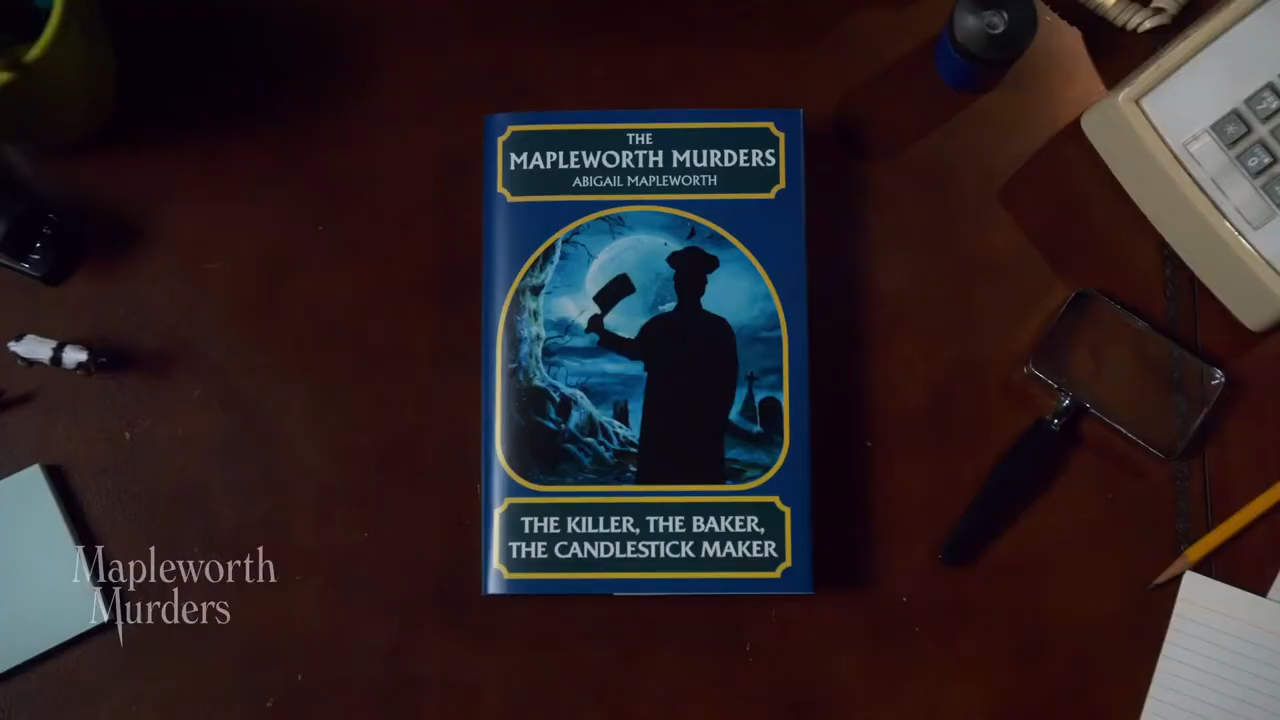 THE
MAPLEWORTH MURDERS
ABIGAIL MAPLEWORTH
THE KILLER, THE BAKER,
THE CANDLESTICK MAKER
Mapleworth
Murders